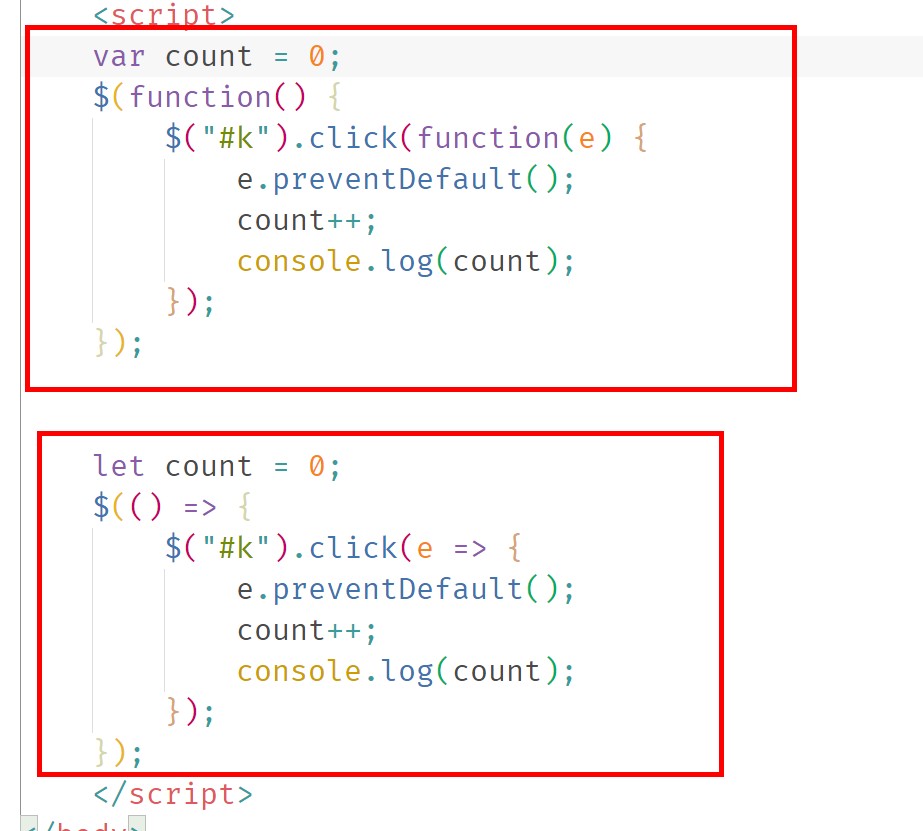 <script>
var count = 0;
$(function() {
$("#k").click(function(e) {
e.preventDefault();
count++;
console.log(count);
});
});
let count = 0;
$(() => {
$("#k").click(e => {
e.preventDefault();
count++;
console.log(count);
});
});
</script>
</body>